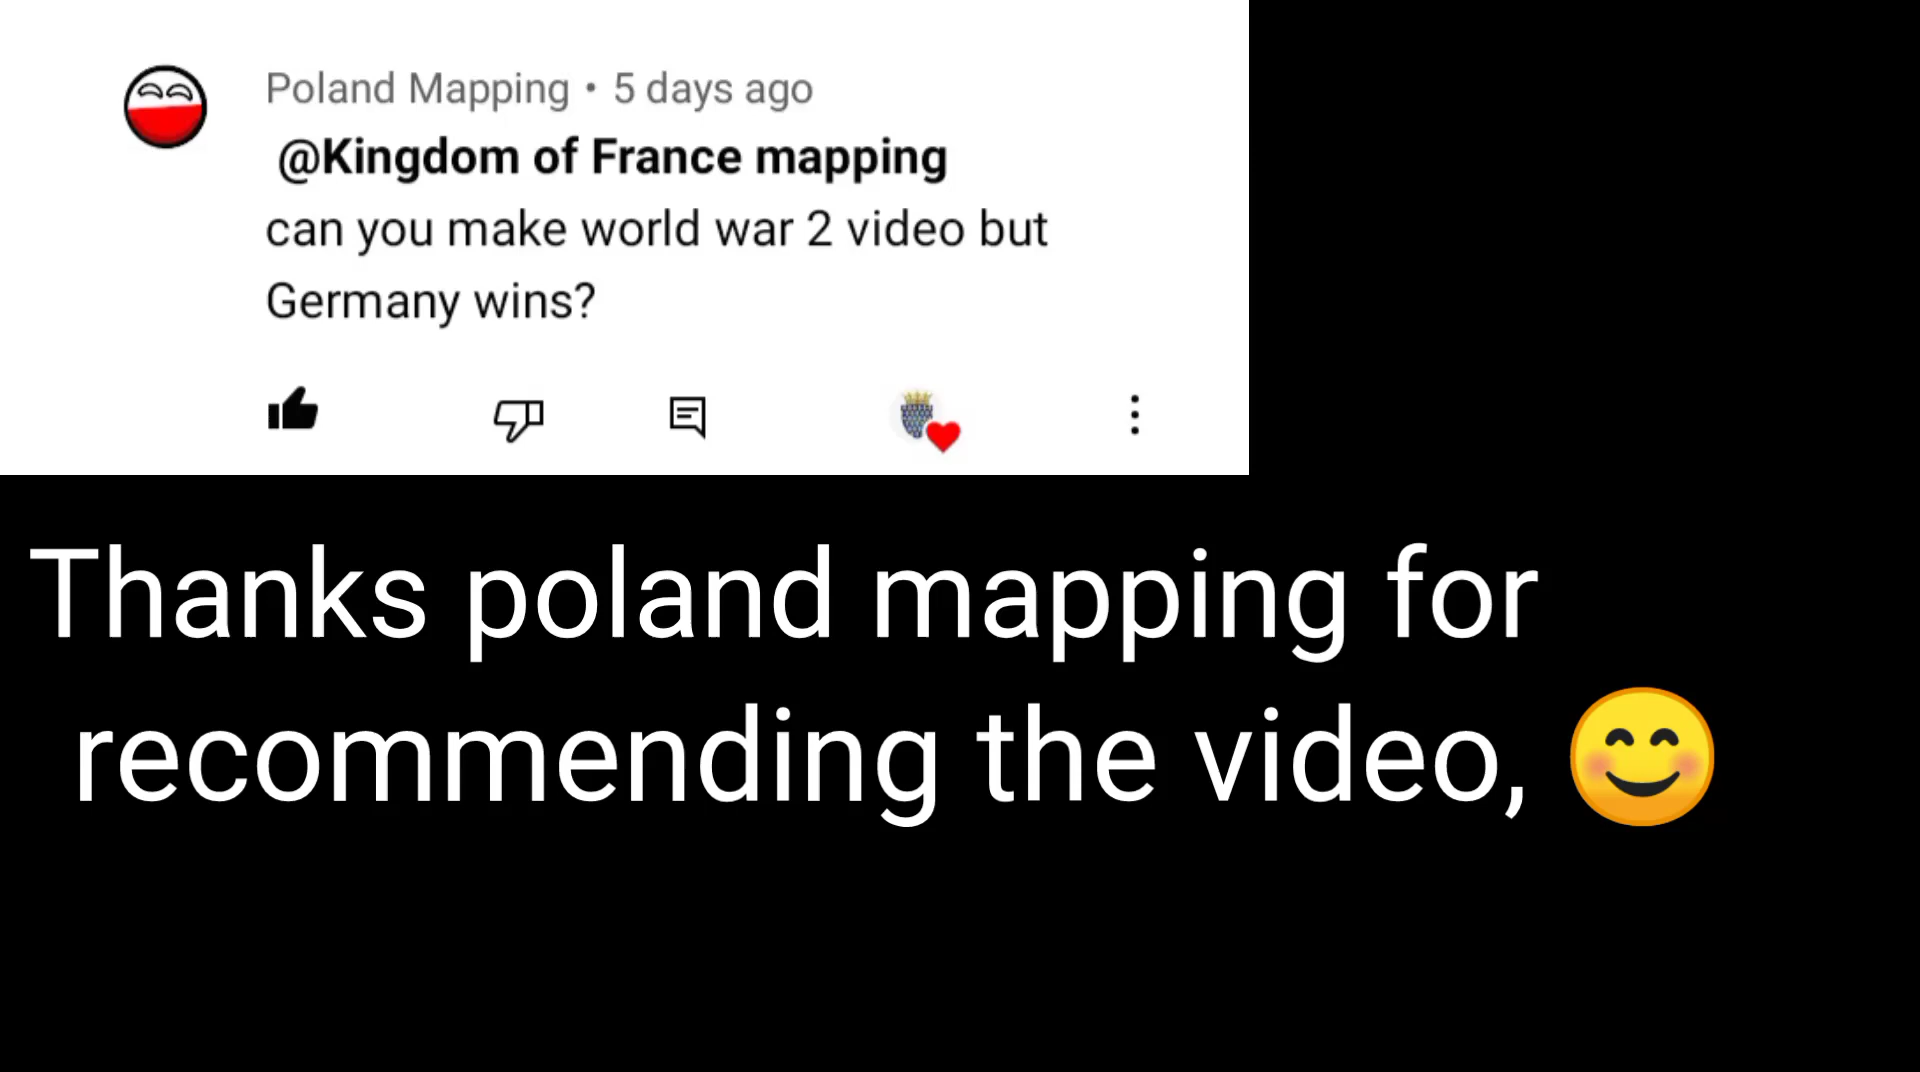 Poland Mapping • 5 days ago
@Kingdom of France mapping
can you make world war 2 video but
Germany wins?
Thanks poland mapping for
recommending the video, 😊